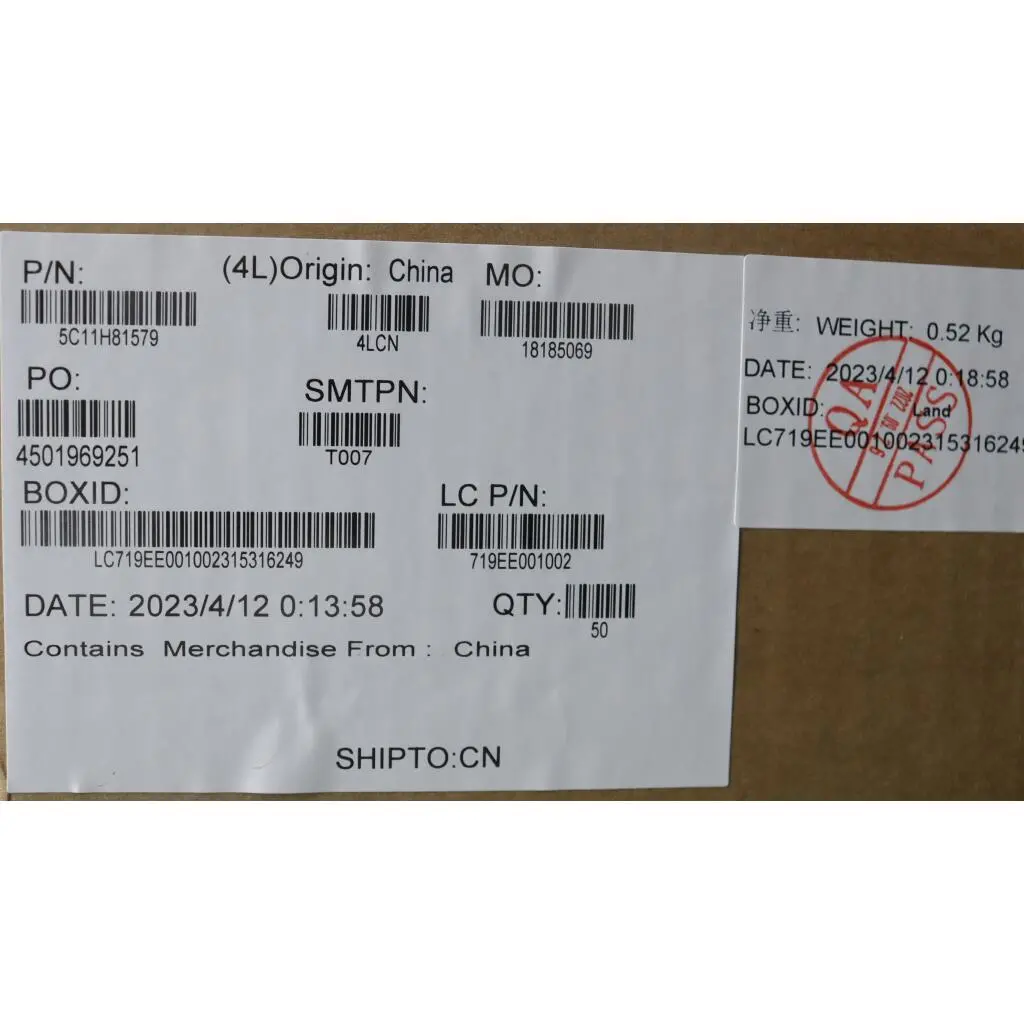 P/N: (4L)Origin: China MO:
5C11H81579 4LCN 18185069
PO: SMTPN:
4501969251 T007
BOXID: LC P/N:
LC719EE001002315316249 719EE001002
DATE: 2023/4/12 0:13:58 QTY:
50
Contains Merchandise From : China
SHIPTO:CN
净重: WEIGHT: 0.52 Kg
DATE: 2023/4/12 0:18:58
BOXID: Land
LC719EE001002315316249
QA
PASS